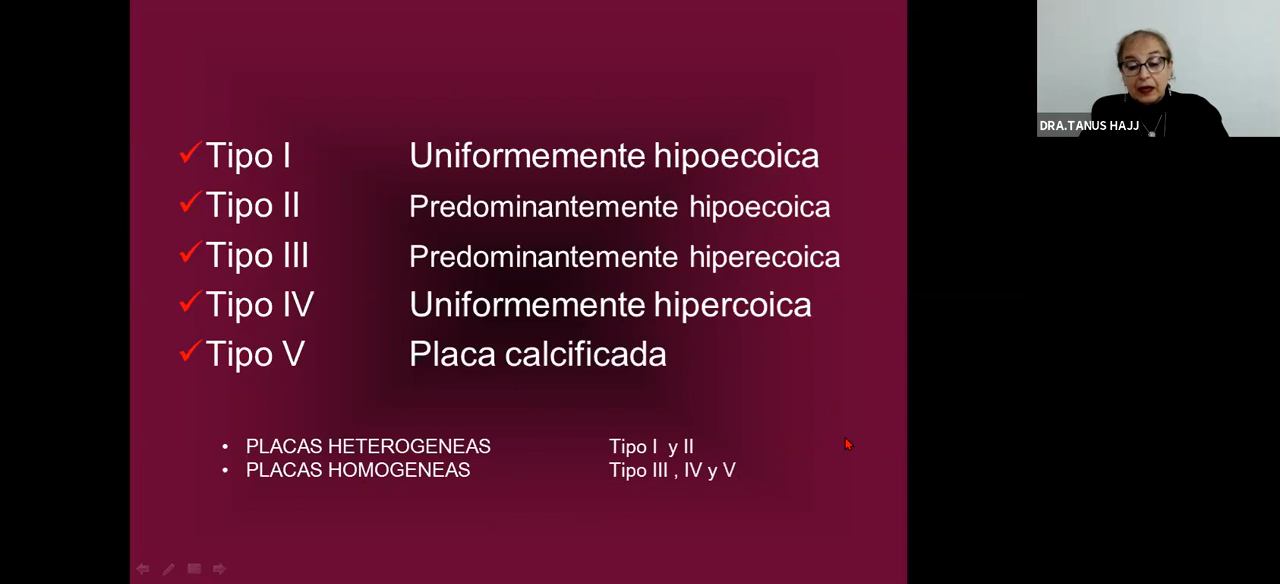 Tipo I Uniformemente hipoecoica
Tipo II Predominantemente hipoecoica
Tipo III Predominantemente hiperecoica
Tipo IV Uniformemente hipercoica
Tipo V Placa calcificada
• PLACAS HETEROGENEAS Tipo I y II
• PLACAS HOMOGENEAS Tipo III , IV y V
DRA.TANUS HAJJ